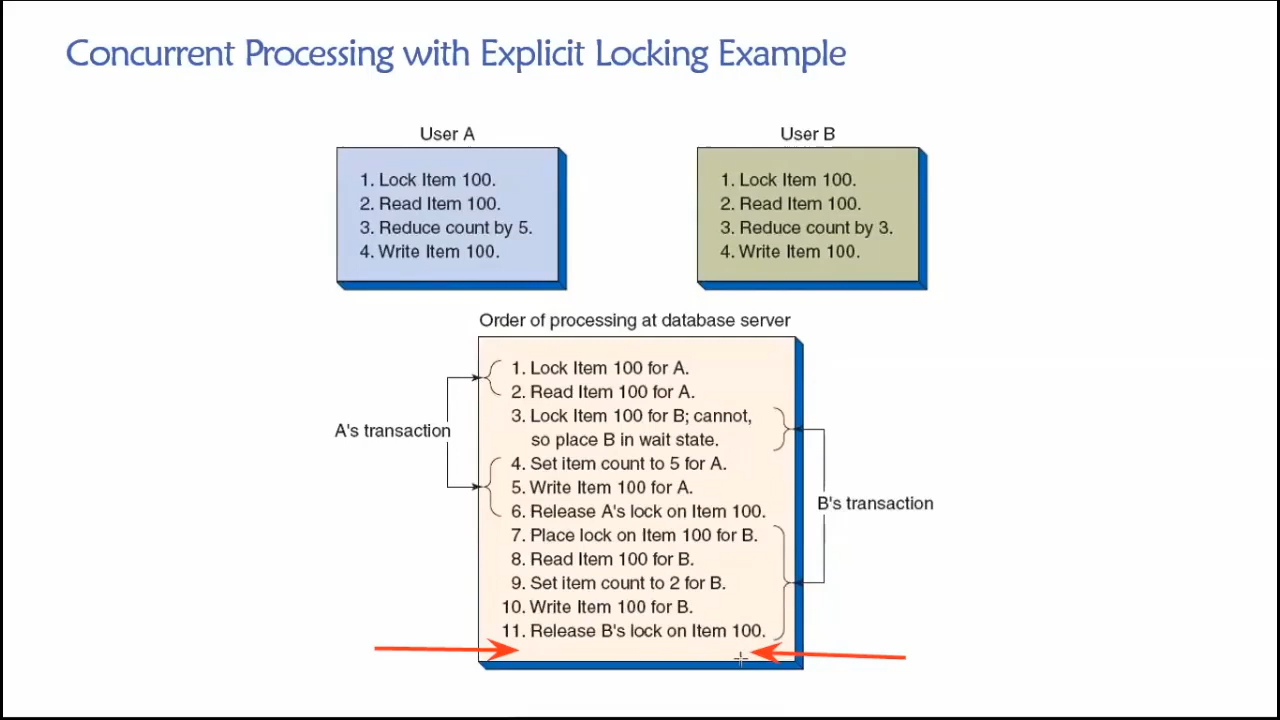 Concurrent Processing with Explicit Locking Example
User A
1. Lock Item 100.
2. Read Item 100.
3. Reduce count by 5.
4. Write Item 100.
User B
1. Lock Item 100.
2. Read Item 100.
3. Reduce count by 3.
4. Write Item 100.
Order of processing at database server
1. Lock Item 100 for A.
2. Read Item 100 for A.
3. Lock Item 100 for B; cannot,
so place B in wait state.
4. Set item count to 5 for A.
5. Write Item 100 for A.
6. Release A's lock on Item 100.
7. Place lock on Item 100 for B.
8. Read Item 100 for B.
9. Set item count to 2 for B.
10. Write Item 100 for B.
11. Release B's lock on Item 100.
A's transaction
B's transaction